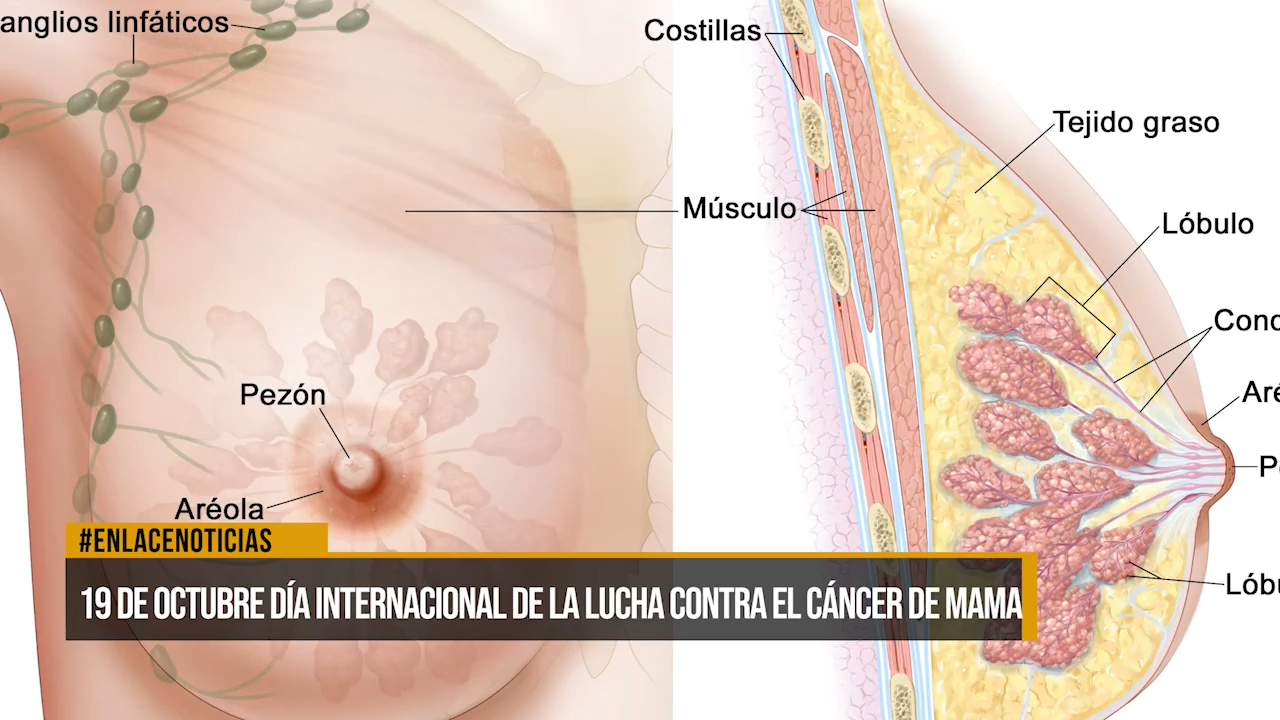 anglios linfáticos
Costillas
Tejido graso
Músculo
Lóbulo
Pezón
Aréola
#ENLACENOTICIAS
19 DE OCTUBRE DÍA INTERNACIONAL DE LA LUCHA CONTRA EL CÁNCER DE MAMA